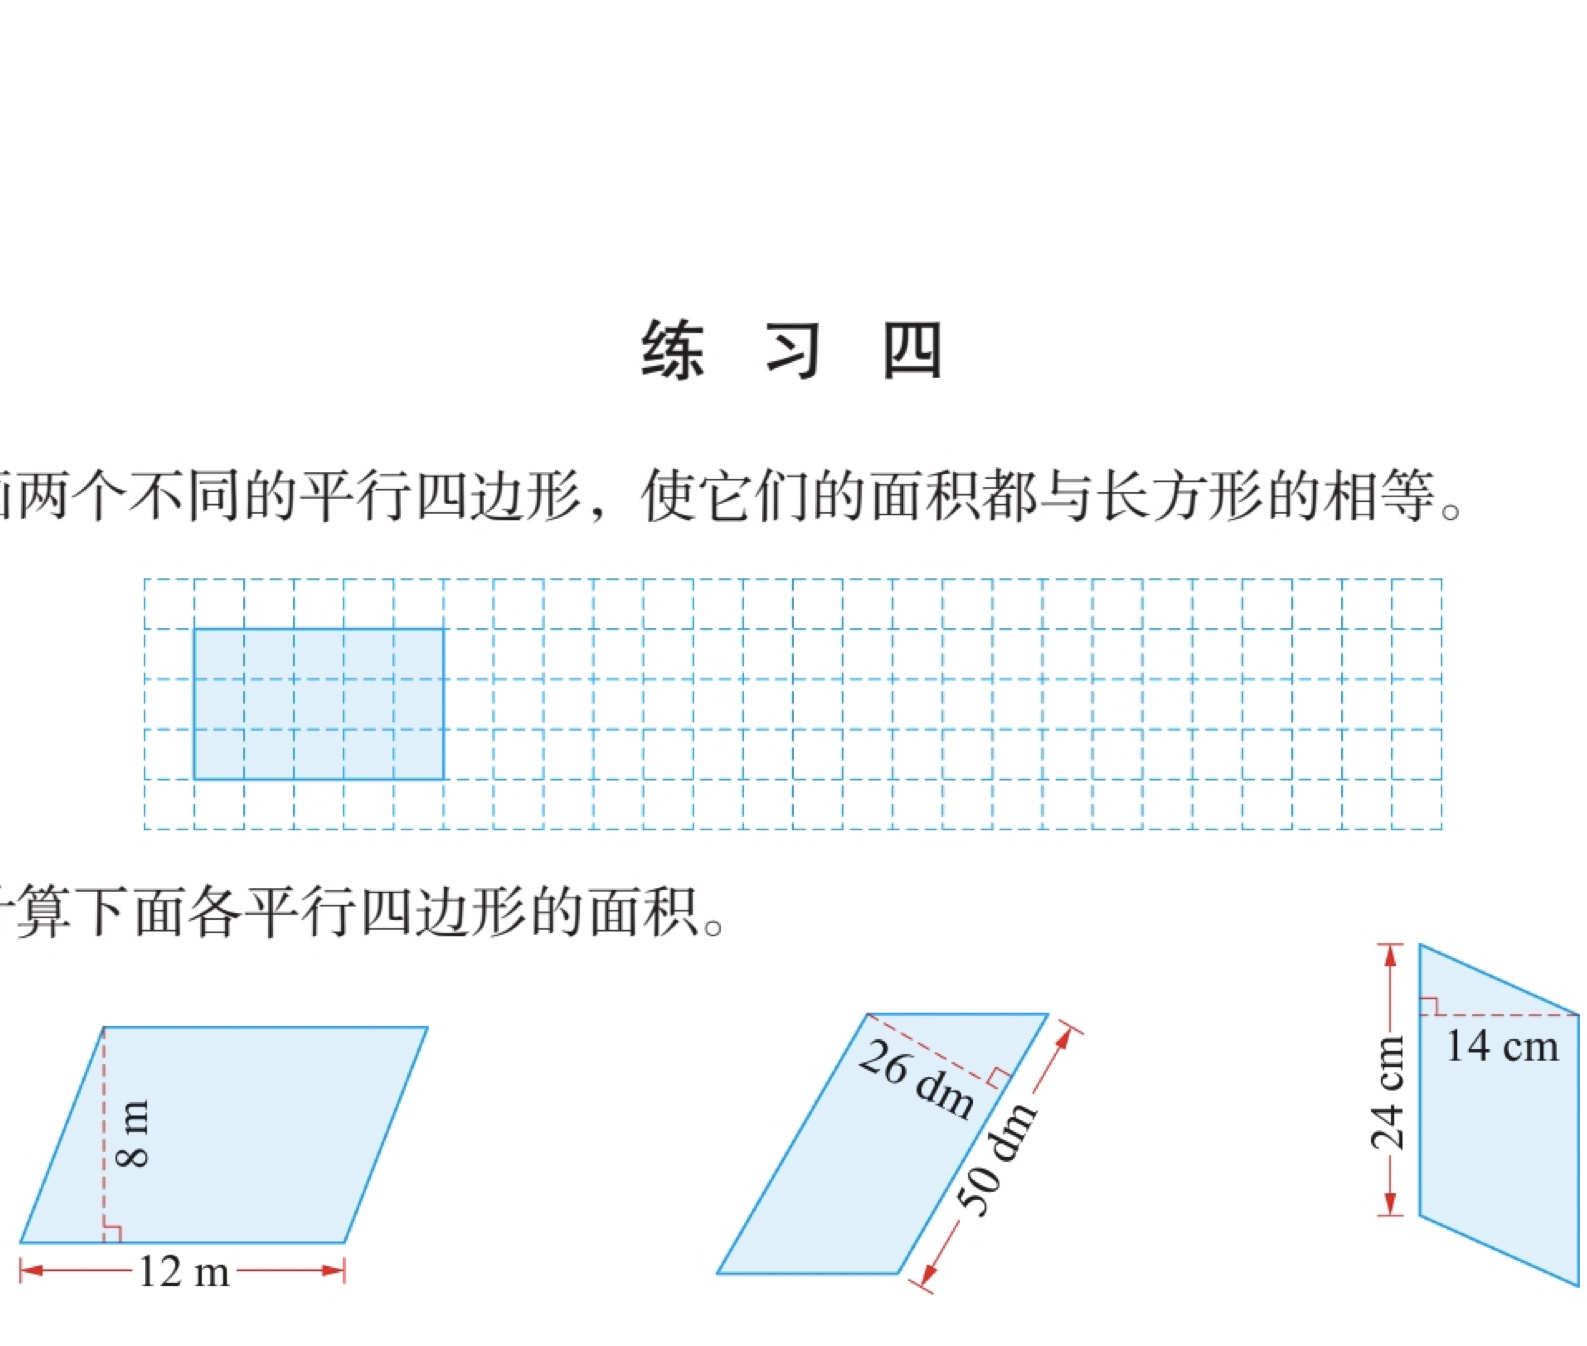 练 习 四
两个不同的平行四边形，使它们的面积都与长方形的相等。
算下面各平行四边形的面积。
8 m
12 m
26 dm
50 dm
24 cm
14 cm